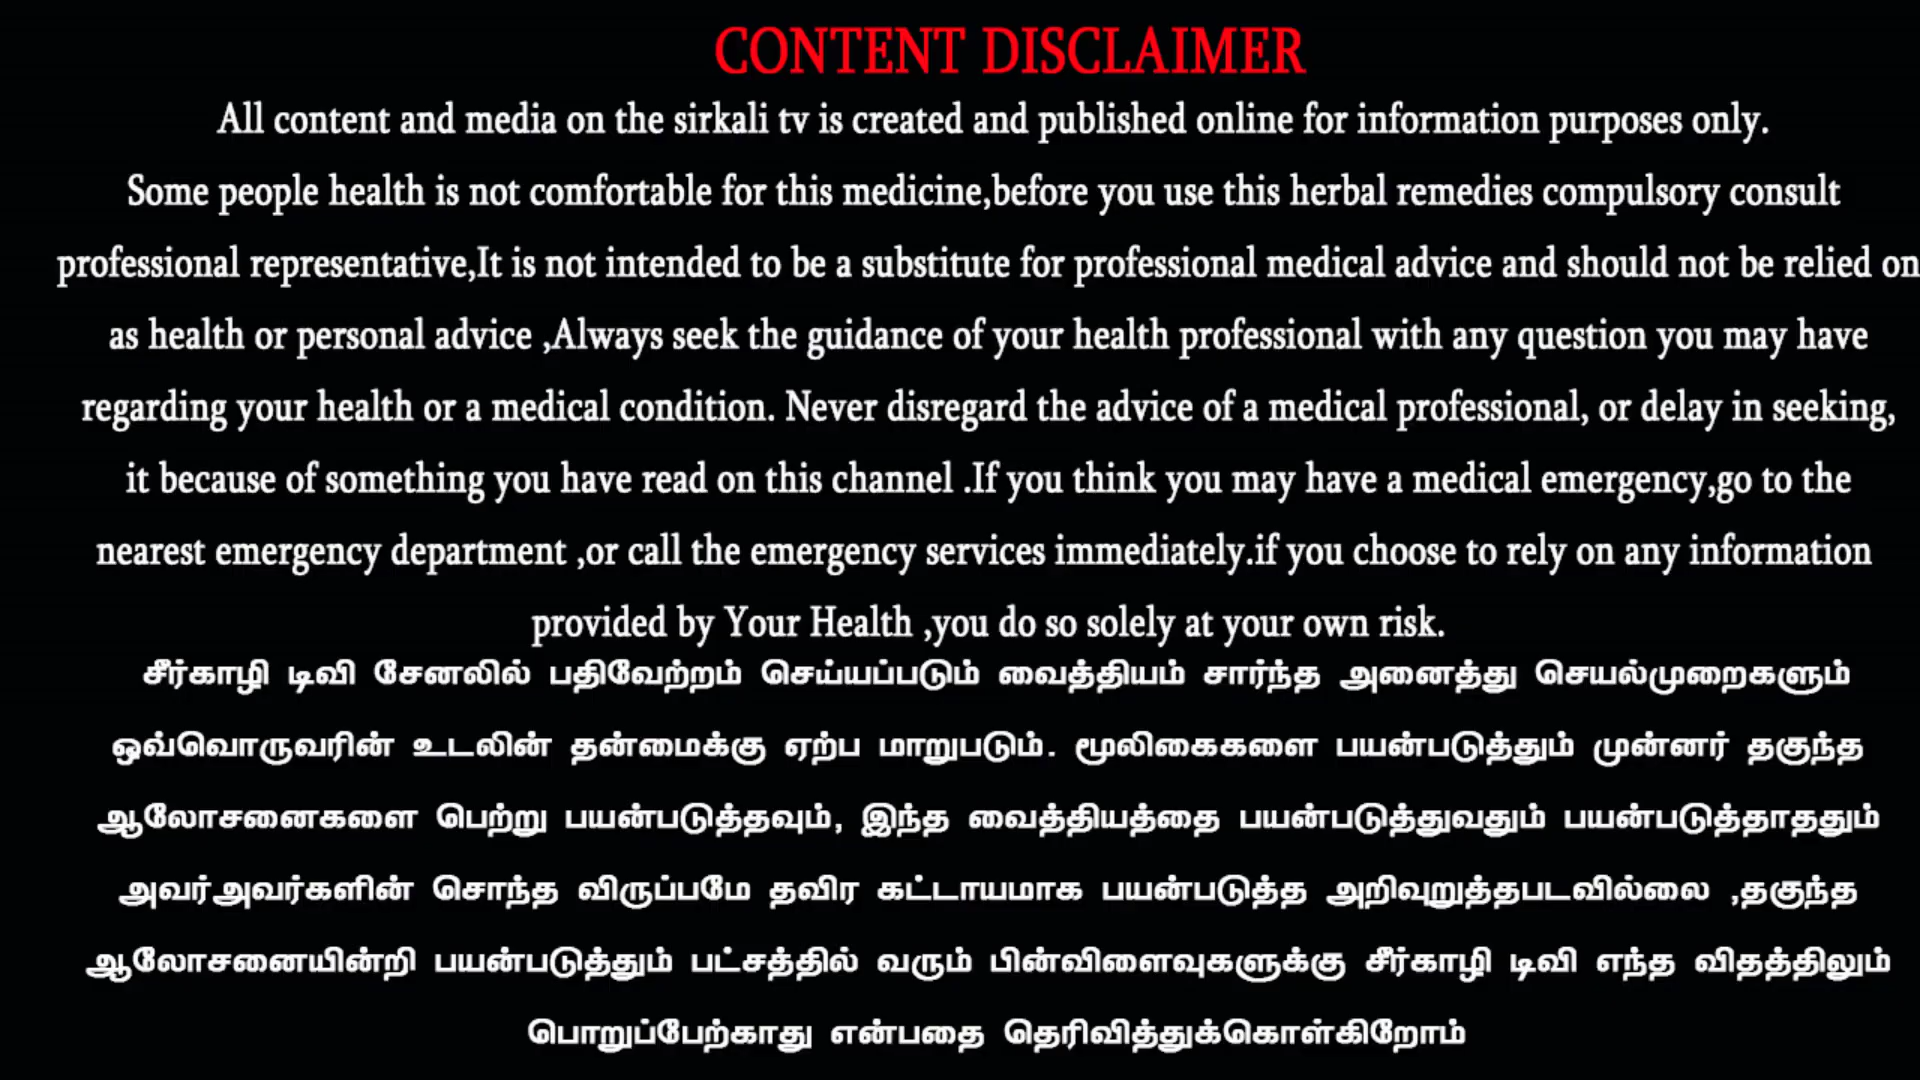 CONTENT DISCLAIMER
All content and media on the sirkali tv is created and published online for information purposes only.
Some people health is not comfortable for this medicine,before you use this herbal remedies compulsory consult
professional representative,It is not intended to be a substitute for professional medical advice and should not be relied on
as health or personal advice ,Always seek the guidance of your health professional with any question you may have
regarding your health or a medical condition. Never disregard the advice of a medical professional, or delay in seeking,
it because of something you have read on this channel .If you think you may have a medical emergency,go to the
nearest emergency department ,or call the emergency services immediately.if you choose to rely on any information
provided by Your Health ,you do so solely at your own risk.
சீர்காழி டிவி சேனலில் பதிவேற்றம் செய்யப்படும் வைத்தியம் சார்ந்த அனைத்து செயல்முறைகளும்
ஒவ்வொருவரின் உடலின் தன்மைக்கு ஏற்ப மாறுபடும். மூலிகைகளை பயன்படுத்தும் முன்னர் தகுந்த
ஆலோசனைகளை பெற்று பயன்படுத்தவும், இந்த வைத்தியத்தை பயன்படுத்துவதும் பயன்படுத்தாததும்
அவர்அவர்களின் சொந்த விருப்பமே தவிர கட்டாயமாக பயன்படுத்த அறிவுறுத்தபடவில்லை ,தகுந்த
ஆலோசனையின்றி பயன்படுத்தும் பட்சத்தில் வரும் பின்விளைவுகளுக்கு சீர்காழி டிவி எந்த விதத்திலும்
பொறுப்பேற்காது என்பதை தெரிவித்துக்கொள்கிறோம்